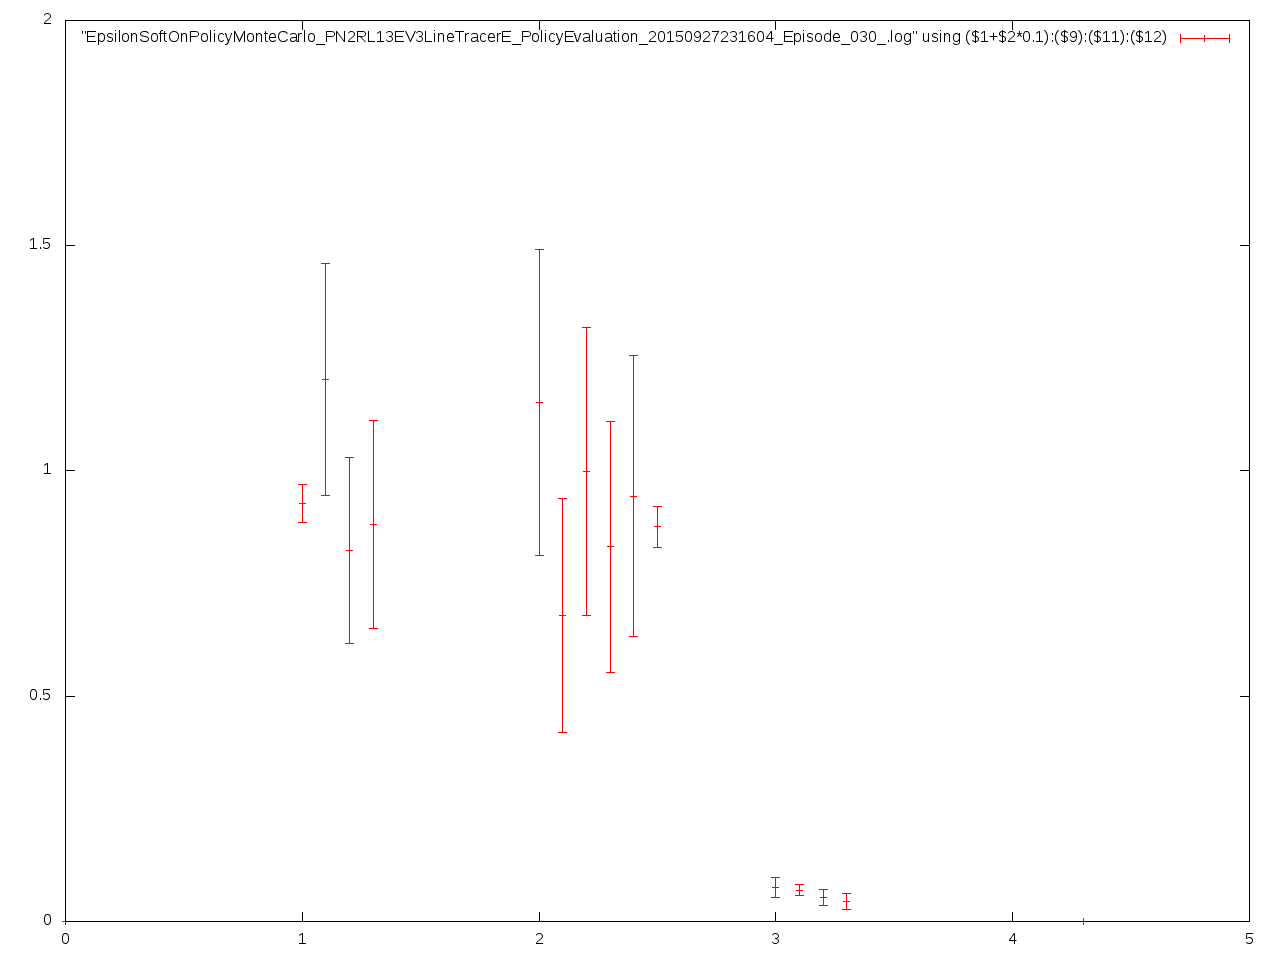 2
"EpsilonSoftOnPolicyMonteCarlo_PN2RL13EV3LineTracerE_PolicyEvaluation_20150927231604_Episode_030_.log" using ($1+$2*0.1):($9):($11):($12)
1.5
1
0.5
0
0 1 2 3 4 5